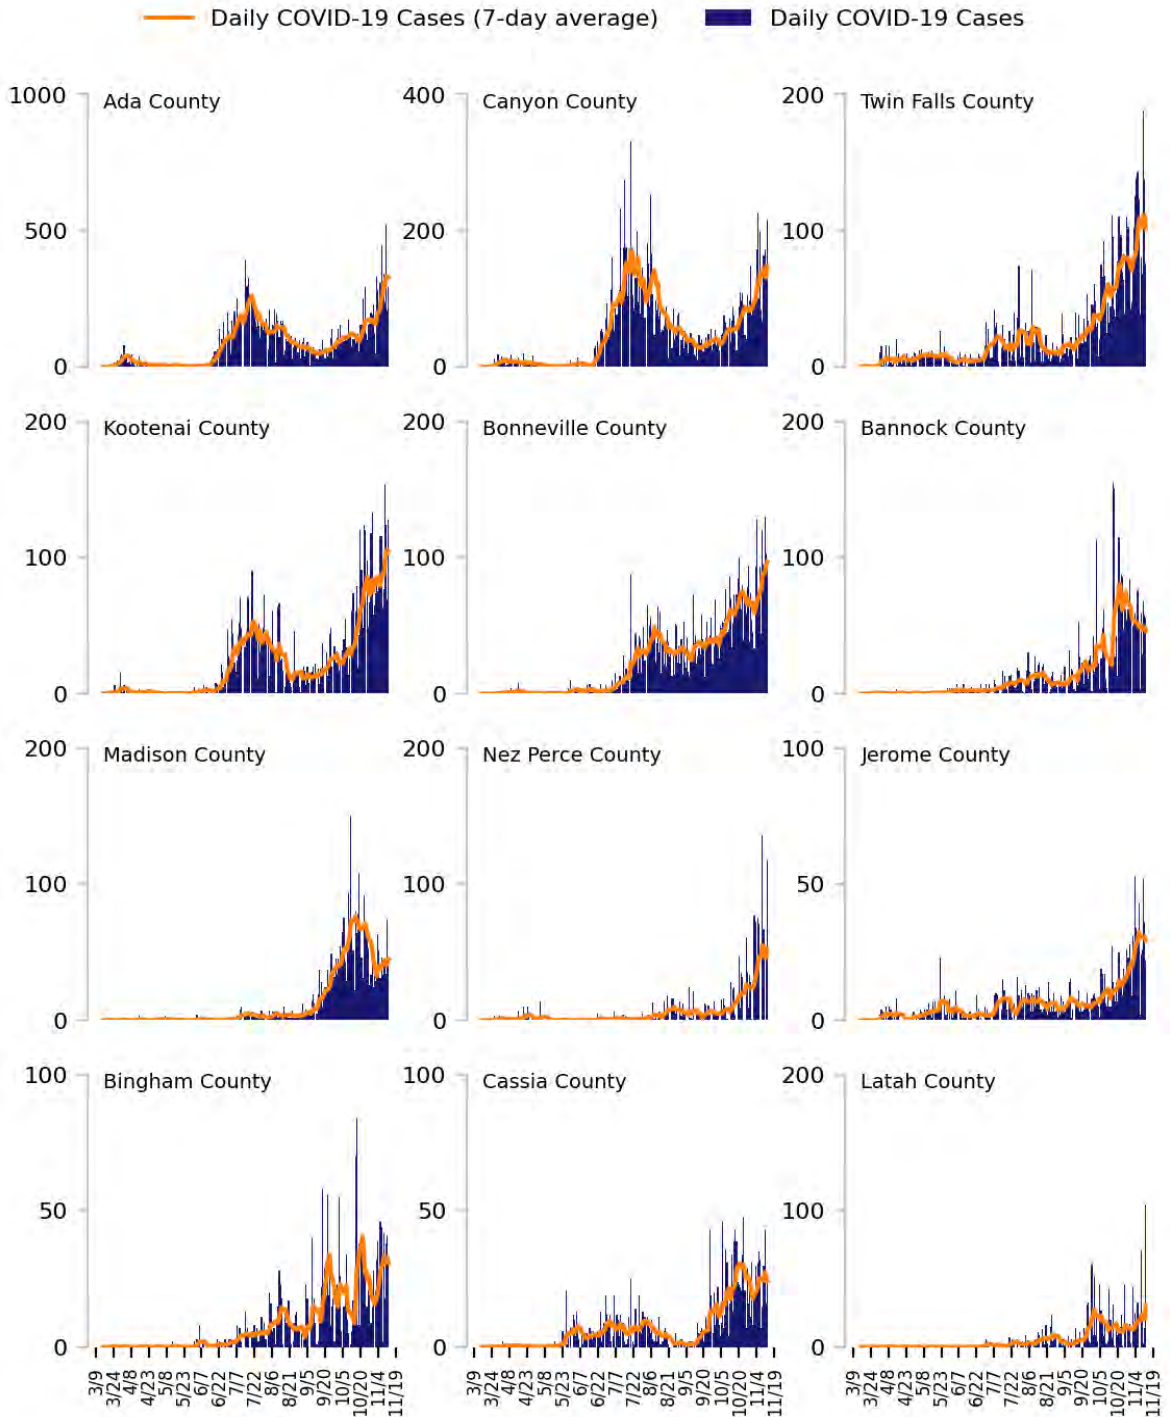 Daily COVID-19 Cases (7-day average) Daily COVID-19 Cases
1000 Ada County 400 Canyon County 200 Twin Falls County
500 200 100
0 0 0
200 Kootenai County 200 Bonneville County 200 Bannock County
100 100 100
0 0 0
200 Madison County 200 Nez Perce County 100 Jerome County
100 100 50
0 0 0
100 Bingham County 100 Cassia County 200 Latah County
50 50 100
0 0 0
3/9 3/24 4/8 4/23 5/8 5/23 6/7 6/22 7/7 7/22 8/6 8/21 9/5 9/20 10/5 10/20 11/4 11/19 3/9 3/24 4/8 4/23 5/8 5/23 6/7 6/22 7/7 7/22 8/6 8/21 9/5 9/20 10/5 10/20 11/4 11/19 3/9 3/24 4/8 4/23 5/8 5/23 6/7 6/22 7/7 7/22 8/6 8/21 9/5 9/20 10/5 10/20 11/4 11/19